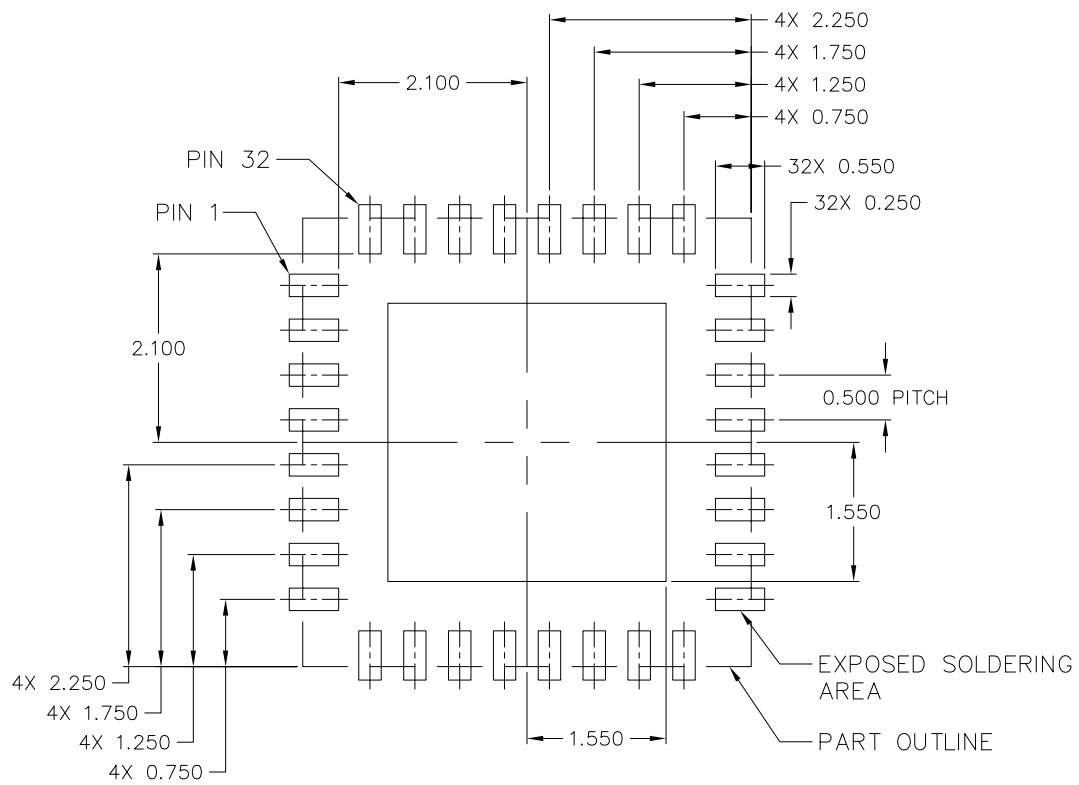 4X 2.250
4X 1.750
4X 1.250
4X 0.750
2.100
PIN 32
32X 0.550
32X 0.250
PIN 1
2.100
0.500 PITCH
1.550
EXPOSED SOLDERING
AREA
4X 2.250
4X 1.750
4X 1.250
4X 0.750
1.550
PART OUTLINE